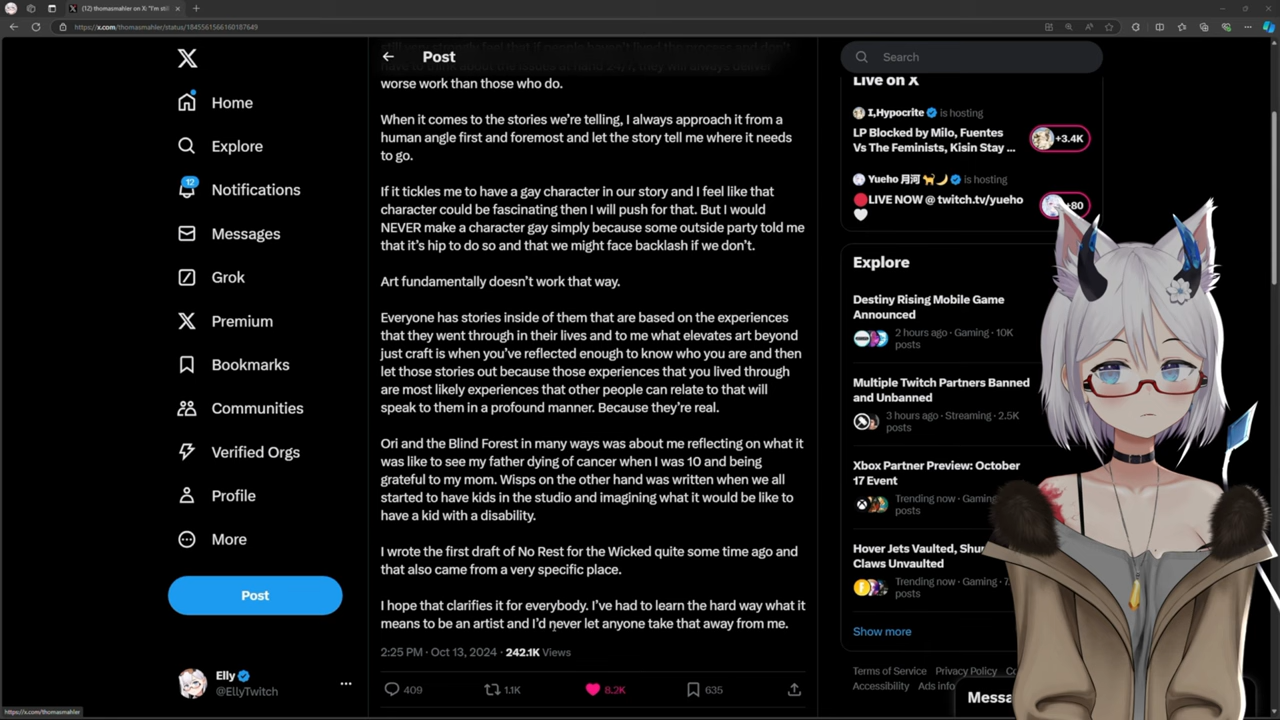 (12) thomasmahler on X: "I'm still
https://x.com/thomasmahler/status/1845561566160187649
Home
Explore
12
Notifications
Messages
Grok
Premium
Bookmarks
Communities
Verified Orgs
Profile
More
Post
Elly
@EllyTwitch
https://x.com/thomasmahler
Post
worse work than those who do.
When it comes to the stories we're telling, I always approach it from a
human angle first and foremost and let the story tell me where it needs
to go.
If it tickles me to have a gay character in our story and I feel like that
character could be fascinating then I will push for that. But I would
NEVER make a character gay simply because some outside party told me
that it's hip to do so and that we might face backlash if we don't.
Art fundamentally doesn't work that way.
Everyone has stories inside of them that are based on the experiences
that they went through in their lives and to me what elevates art beyond
just craft is when you've reflected enough to know who you are and then
let those stories out because those experiences that you lived through
are most likely experiences that other people can relate to that will
speak to them in a profound manner. Because they're real.
Ori and the Blind Forest in many ways was about me reflecting on what it
was like to see my father dying of cancer when I was 10 and being
grateful to my mom. Wisps on the other hand was written when we all
started to have kids in the studio and imagining what it would be like to
have a kid with a disability.
I wrote the first draft of No Rest for the Wicked quite some time ago and
that also came from a very specific place.
I hope that clarifies it for everybody. I've had to learn the hard way what it
means to be an artist and I'd never let anyone take that away from me.
2:25 PM · Oct 13, 2024 · 242.1K Views
409
1.1K
8.2K
635
Search
Live on X
I,Hypocrite is hosting
LP Blocked by Milo, Fuentes
Vs The Feminists, Kisin Stay ...
+3.4K
Yueho 月河 is hosting
LIVE NOW @ twitch.tv/yueho
+80
Explore
Destiny Rising Mobile Game
Announced
2 hours ago · Gaming · 10K
posts
Multiple Twitch Partners Banned
and Unbanned
3 hours ago · Streaming · 2.5K
posts
Xbox Partner Preview: October
17 Event
Trending now · Gaming
posts
Hover Jets Vaulted,
Claws Unvaulted
Trending now · Gaming
posts
Show more
Terms of Service Privacy Policy
Accessibility Ads info
Messa